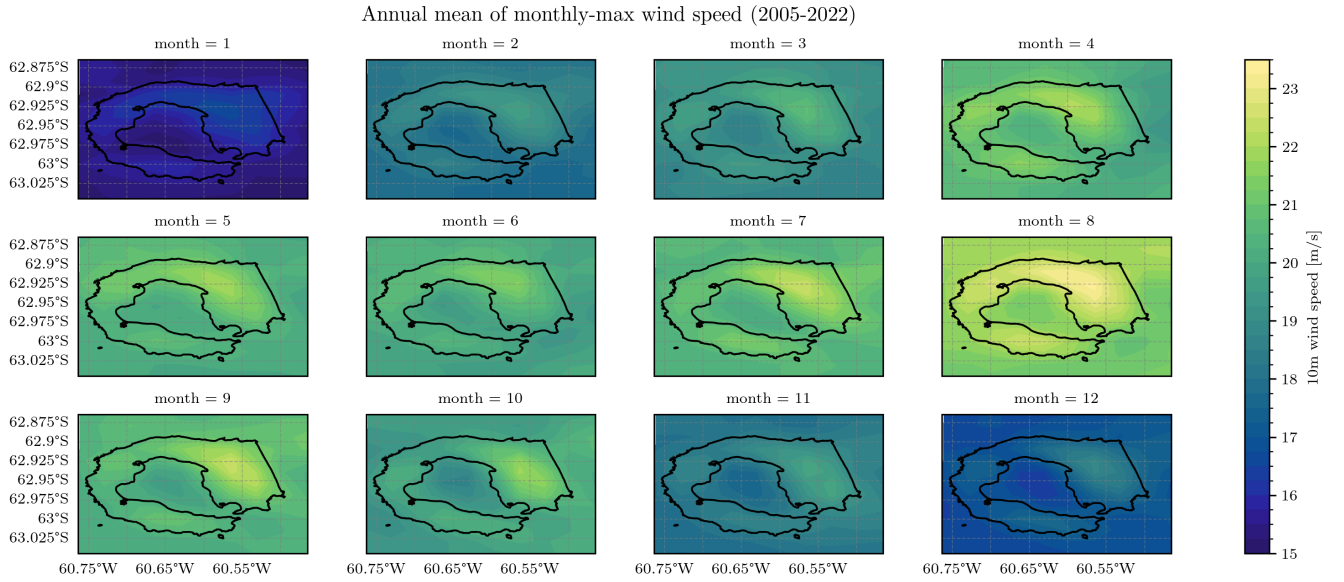 Annual mean of monthly-max wind speed (2005-2022)
month = 1
month = 2
month = 3
month = 4
62.875°S
62.9°S
62.925°S
62.95°S
62.975°S
63°S
63.025°S
month = 5
month = 6
month = 7
month = 8
62.875°S
62.9°S
62.925°S
62.95°S
62.975°S
63°S
63.025°S
month = 9
month = 10
month = 11
month = 12
62.875°S
62.9°S
62.925°S
62.95°S
62.975°S
63°S
63.025°S
60.75°W 60.65°W 60.55°W
60.75°W 60.65°W 60.55°W
60.75°W 60.65°W 60.55°W
60.75°W 60.65°W 60.55°W
23
22
21
20
19
18
17
16
15
10m wind speed [m/s]